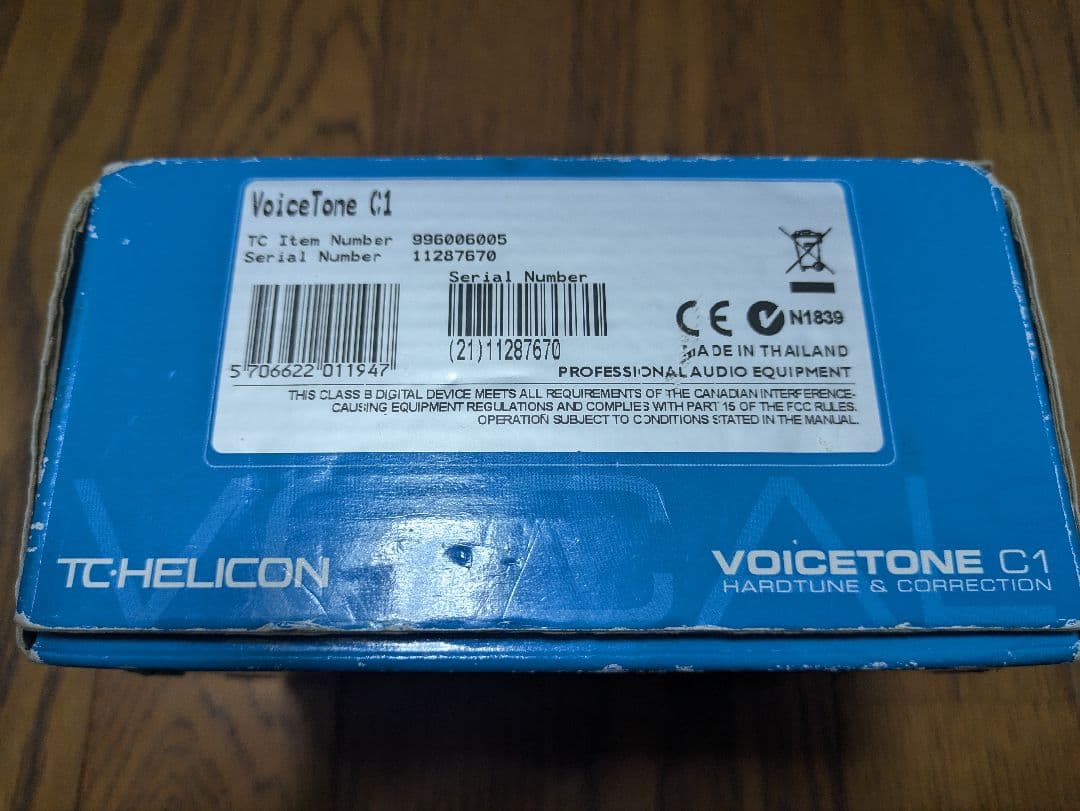 VoiceTone C1
TC Item Number 996006005
Serial Number 11287670
Serial Number
(21)11287670
5 706622 011947
CE N1839
MADE IN THAILAND
PROFESSIONAL AUDIO EQUIPMENT
THIS CLASS B DIGITAL DEVICE MEETS ALL REQUIREMENTS OF THE CANADIAN INTERFERENCE-
CAUSING EQUIPMENT REGULATIONS AND COMPLIES WITH PART 15 OF THE FCC RULES.
OPERATION SUBJECT TO CONDITIONS STATED IN THE MANUAL.
VOCAL
TC·HELICON
VOICETONE C1
HARDTUNE & CORRECTION